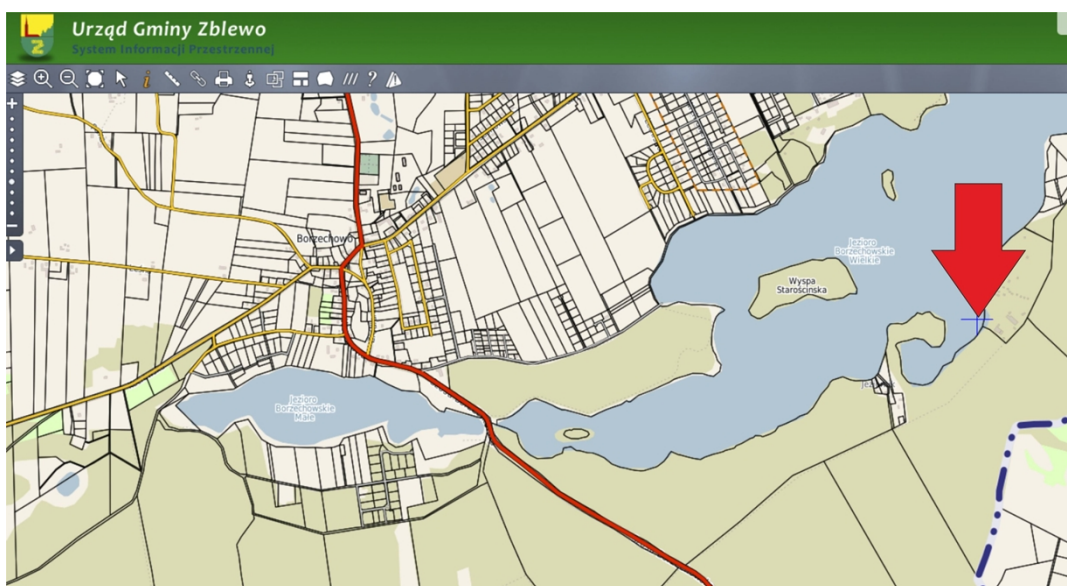 Urząd Gminy Zblewo
System Informacji Przestrzennej
Borzechowo
Jezioro
Borzechowskie
Wielkie
Wyspa
Starościńska
Jezioro
Borzechowskie
Małe